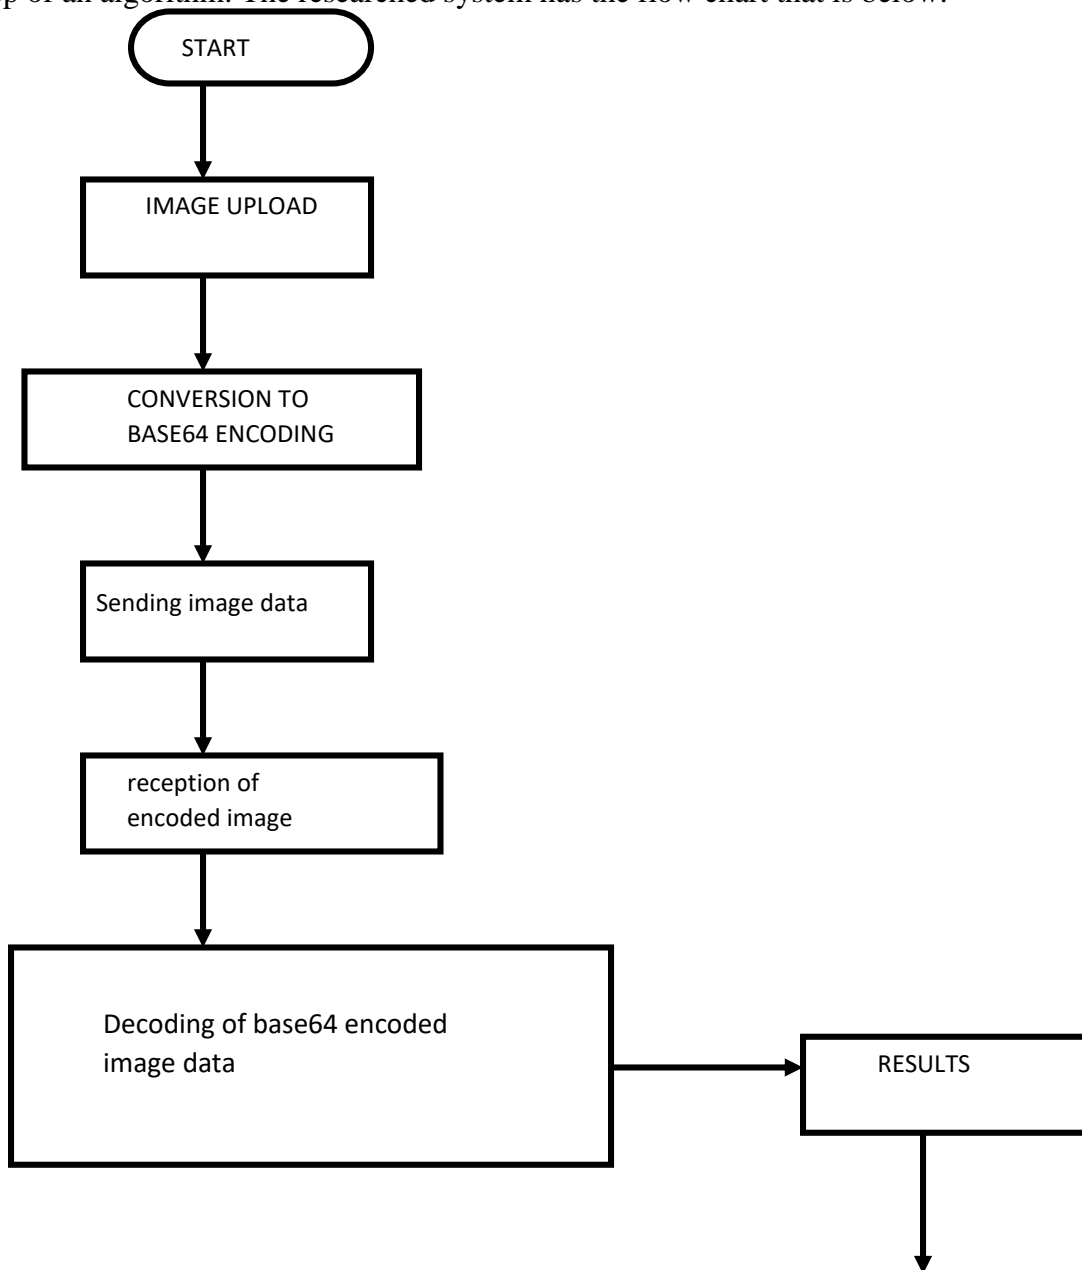 op of an algorithm. The researched system has the flow chart that is below.
START
IMAGE UPLOAD
CONVERSION TO
BASE64 ENCODING
Sending image data
reception of
encoded image
Decoding of base64 encoded
image data
RESULTS